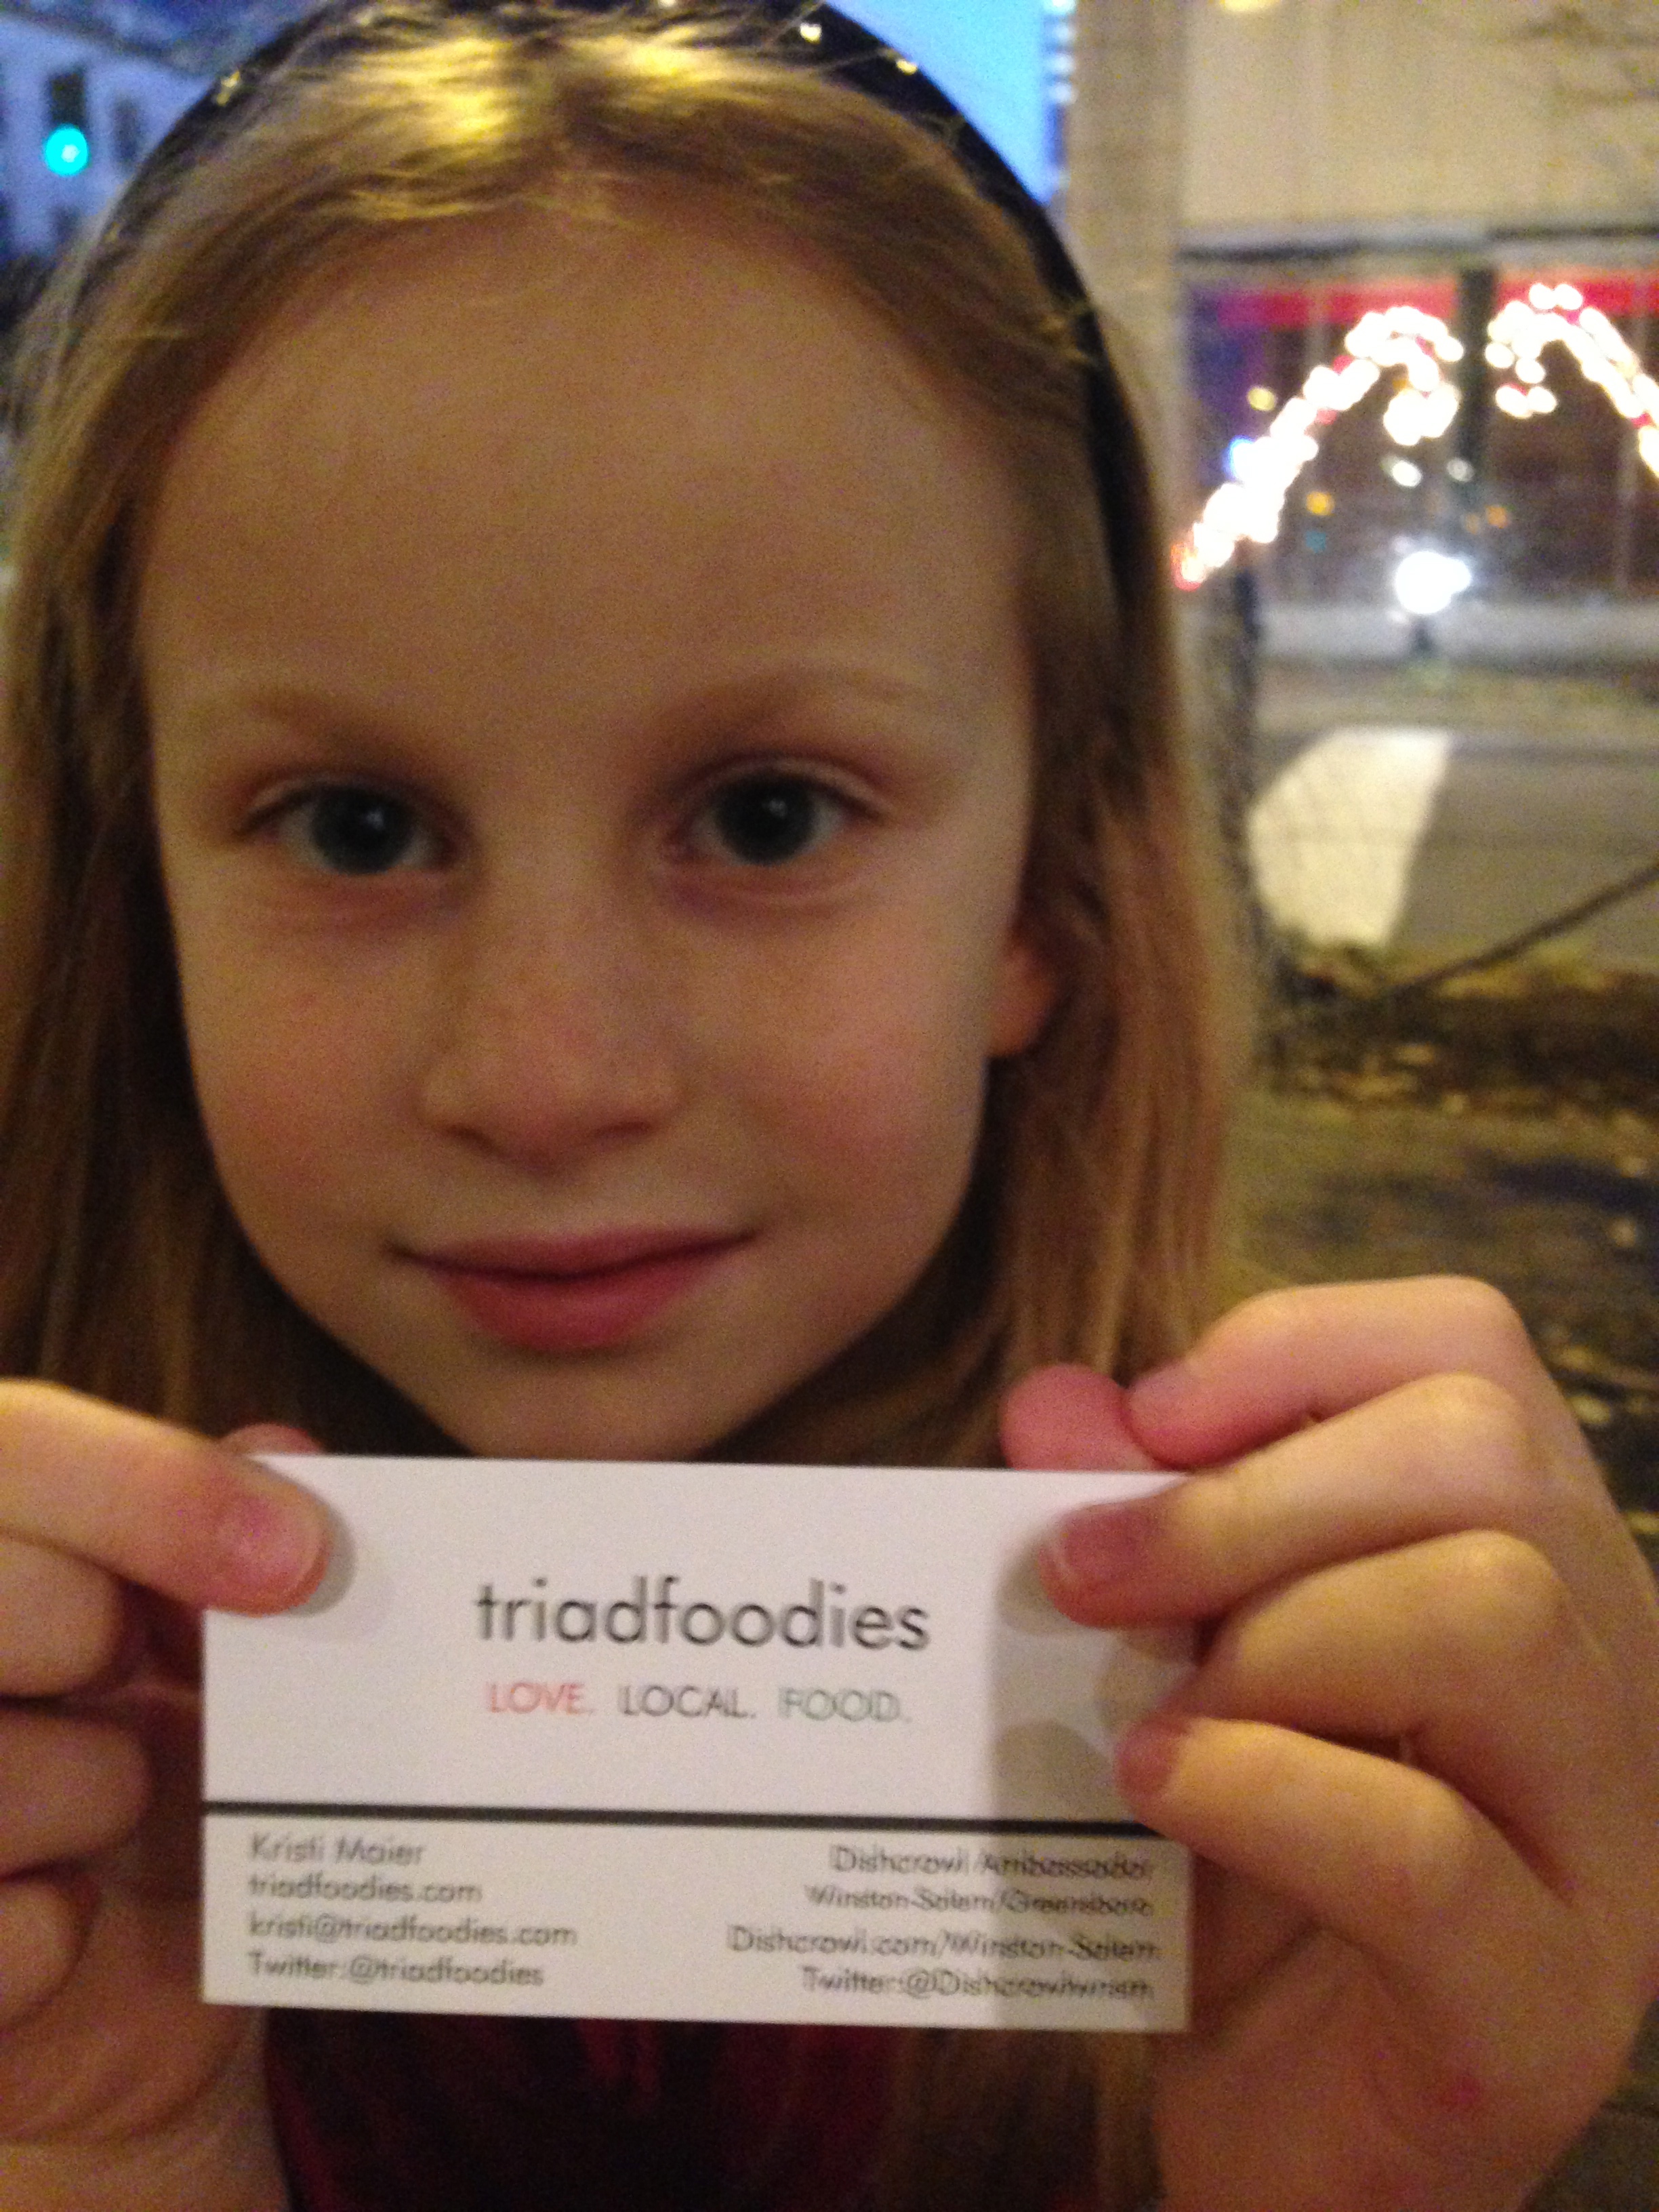 triadfoodies
LOVE. LOCAL. FOOD.
Kristi Maier
triadfoodies.com
kristi@triadfoodies.com
Twitter:@triadfoodies
Dishcrawl Ambassador
Winston-Salem/Greensboro
Dishcrawl.com/Winston-Salem